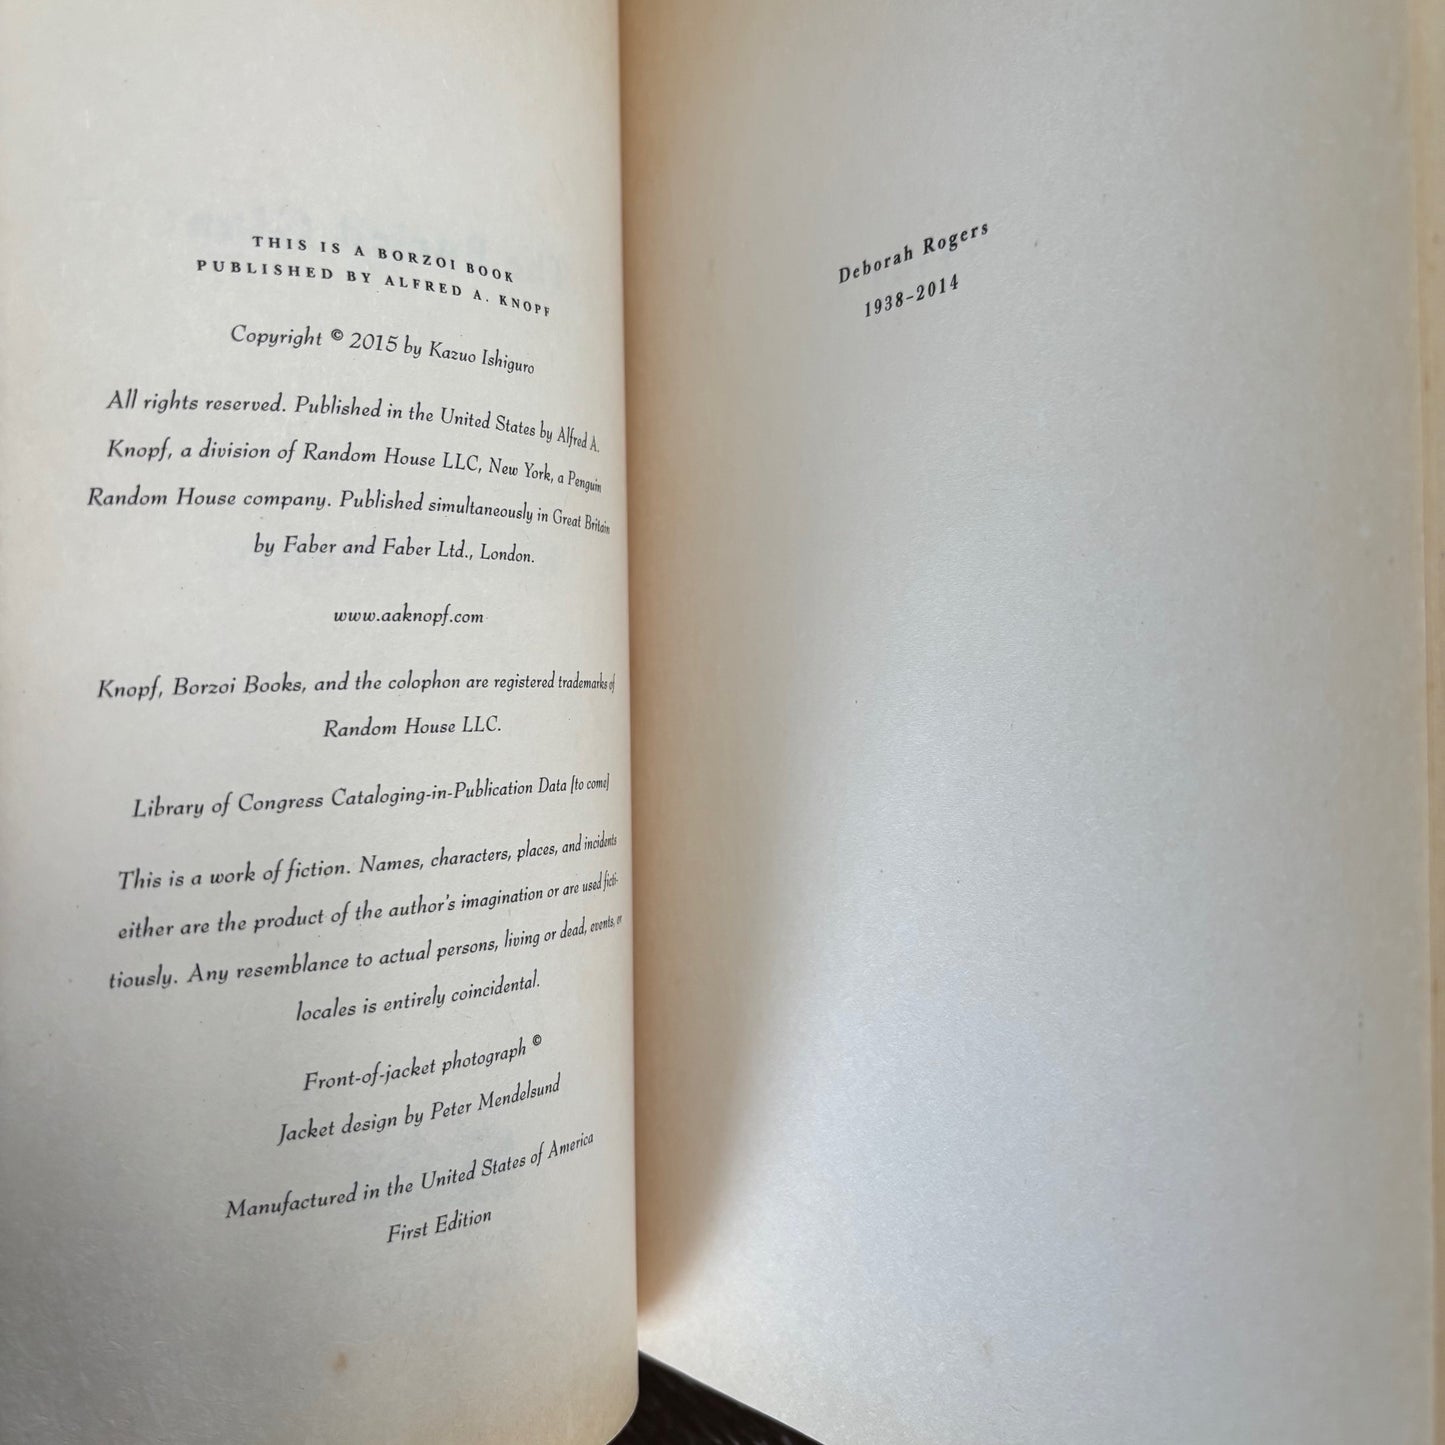 THIS IS A BORZOI BOOK
PUBLISHED BY ALFRED A. KNOPF
Copyright © 2015 by Kazuo Ishiguro
All rights reserved. Published in the United States by Alfred A.
Knopf, a division of Random House LLC, New York, a Penguin
Random House company. Published simultaneously in Great Britain
by Faber and Faber Ltd., London.
www.aaknopf.com
Knopf, Borzoi Books, and the colophon are registered trademarks of
Random House LLC.
Library of Congress Cataloging-in-Publication Data [to come]
This is a work of fiction. Names, characters, places, and incidents
either are the product of the author's imagination or are used ficti-
tiously. Any resemblance to actual persons, living or dead, events, or
locales is entirely coincidental.
Front-of-jacket photograph ©
Jacket design by Peter Mendelsund
Manufactured in the United States of America
First Edition
Deborah Rogers
1938–2014